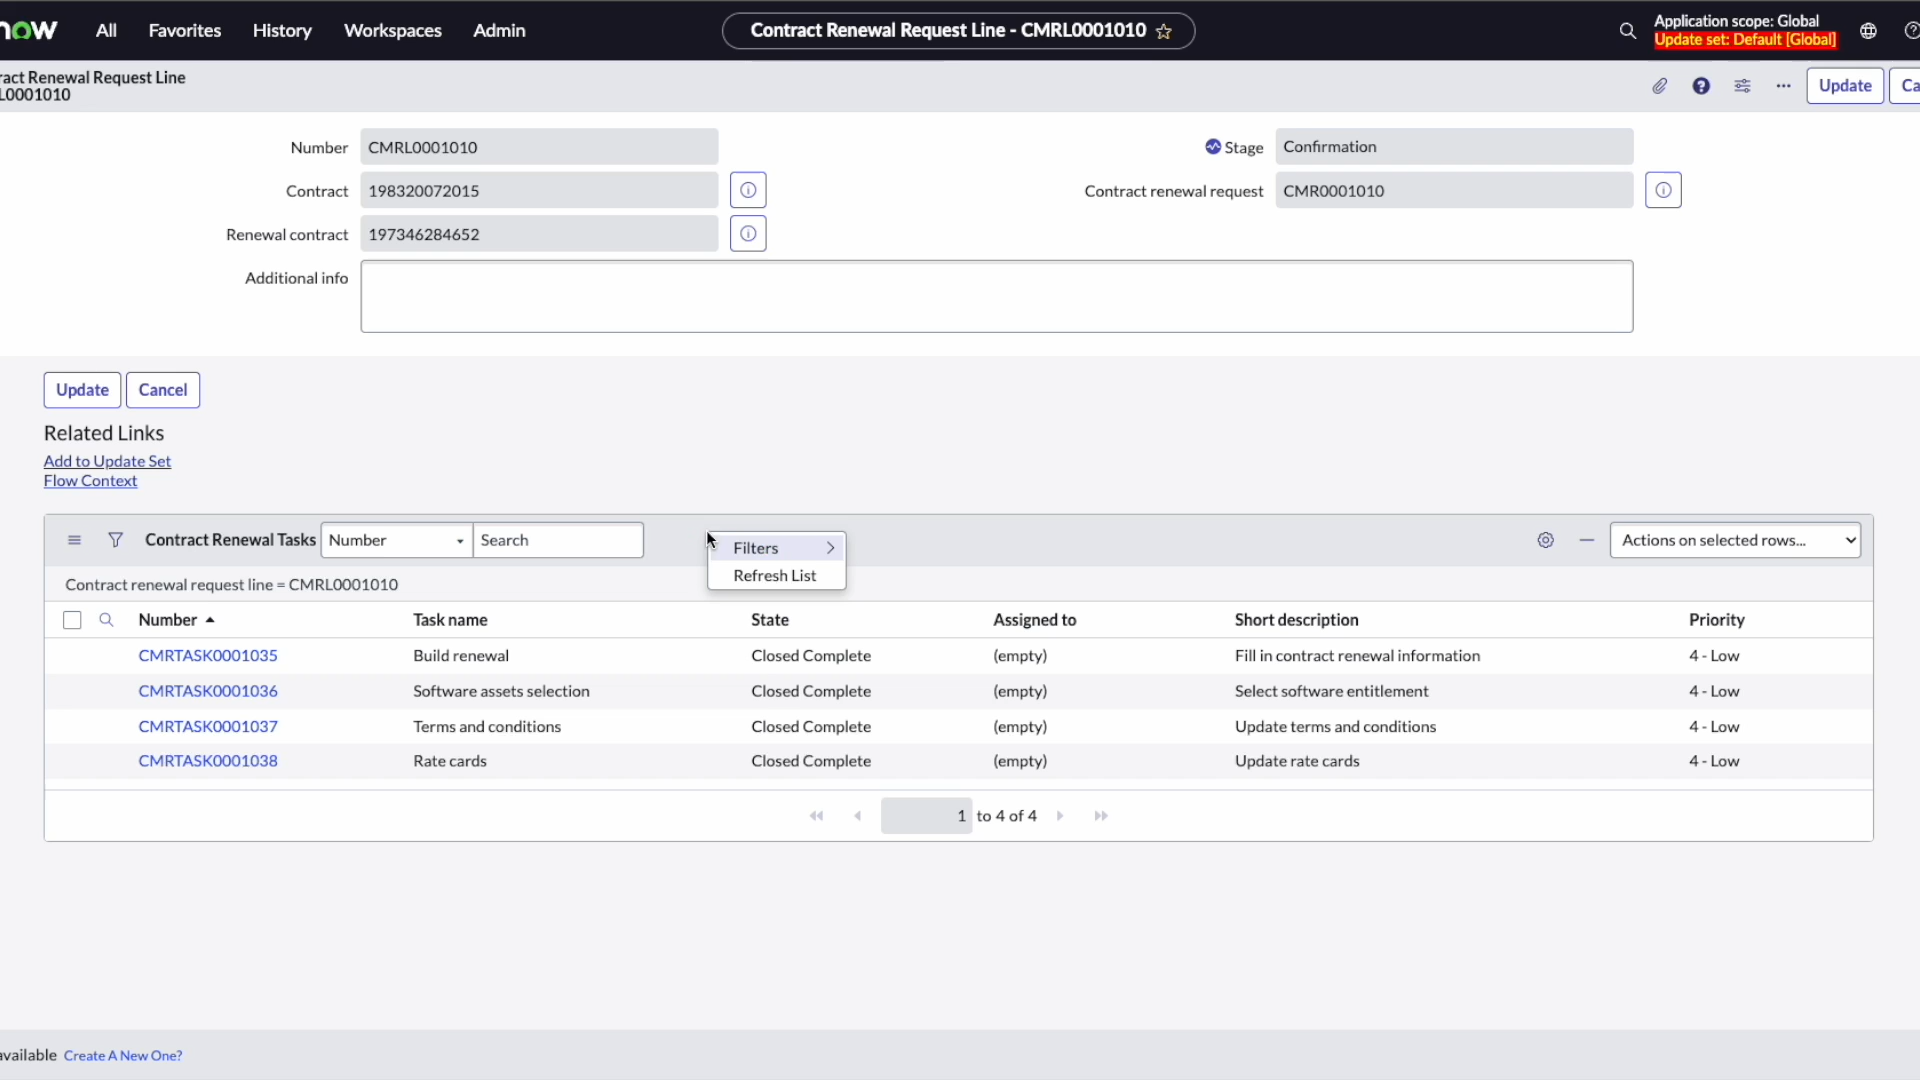 now All Favorites History Workspaces Admin Contract Renewal Request Line - CMRL0001010 Application scope: Global
Update set: Default [Global]
ract Renewal Request Line
L0001010
Update Ca
Number CMRL0001010 Stage Confirmation
Contract 198320072015 Contract renewal request CMR0001010
Renewal contract 197346284652
Additional info
Update Cancel
Related Links
Add to Update Set
Flow Context
Contract Renewal Tasks Number Search Actions on selected rows...
Filters
Refresh List
Contract renewal request line = CMRL0001010
Number Task name State Assigned to Short description Priority
CMRTASK0001035 Build renewal Closed Complete (empty) Fill in contract renewal information 4 - Low
CMRTASK0001036 Software assets selection Closed Complete (empty) Select software entitlement 4 - Low
CMRTASK0001037 Terms and conditions Closed Complete (empty) Update terms and conditions 4 - Low
CMRTASK0001038 Rate cards Closed Complete (empty) Update rate cards 4 - Low
1 to 4 of 4
available Create A New One?